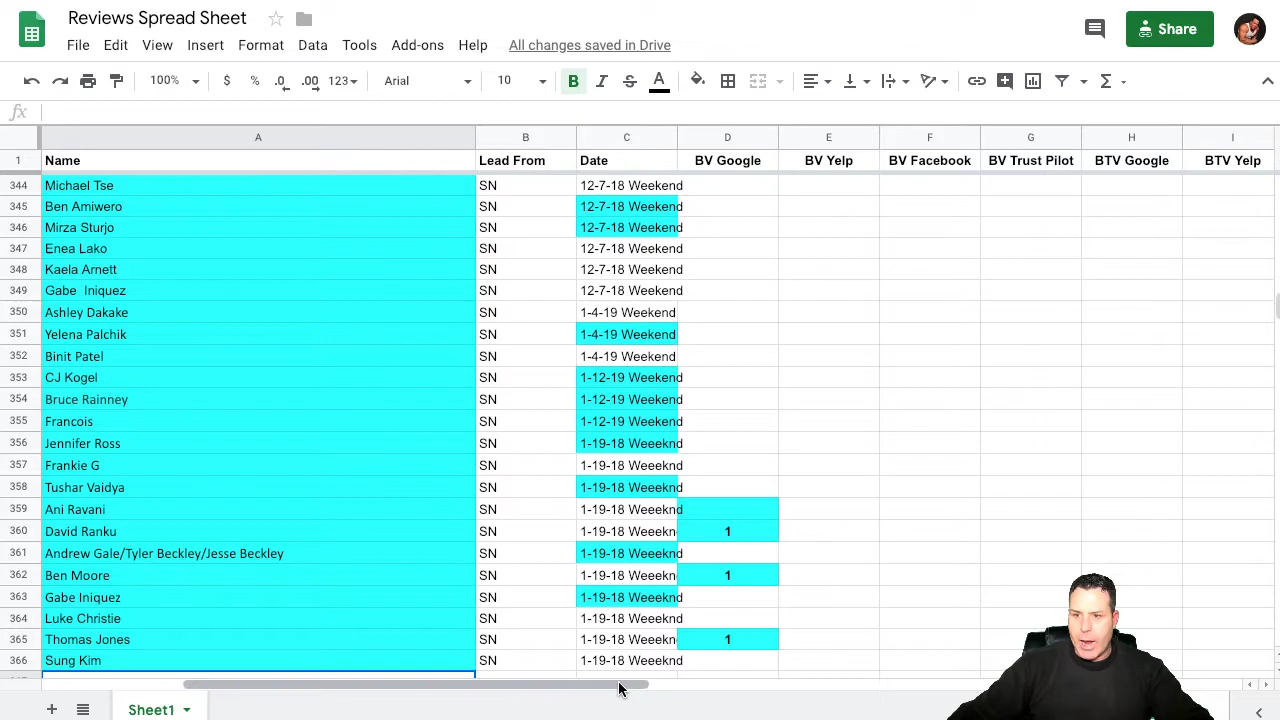 Reviews Spread Sheet
File Edit View Insert Format Data Tools Add-ons Help All changes saved in Drive
Share
100% $ % .0 .00 123 Arial 10 B I S A Σ
fx
A B C D E F G H I
1 Name Lead From Date BV Google BV Yelp BV Facebook BV Trust Pilot BTV Google BTV Yelp
344 Michael Tse SN 12-7-18 Weekend
345 Ben Amiwero SN 12-7-18 Weekend
346 Mirza Sturjo SN 12-7-18 Weekend
347 Enea Lako SN 12-7-18 Weekend
348 Kaela Arnett SN 12-7-18 Weekend
349 Gabe Iniquez SN 12-7-18 Weekend
350 Ashley Dakake SN 1-4-19 Weekend
351 Yelena Palchik SN 1-4-19 Weekend
352 Binit Patel SN 1-4-19 Weekend
353 CJ Kogel SN 1-12-19 Weekend
354 Bruce Rainney SN 1-12-19 Weekend
355 Francois SN 1-12-19 Weekend
356 Jennifer Ross SN 1-19-18 Weeeknd
357 Frankie G SN 1-19-18 Weeeknd
358 Tushar Vaidya SN 1-19-18 Weeeknd
359 Ani Ravani SN 1-19-18 Weeeknd
360 David Ranku SN 1-19-18 Weeekn 1
361 Andrew Gale/Tyler Beckley/Jesse Beckley SN 1-19-18 Weeeknd
362 Ben Moore SN 1-19-18 Weeekn 1
363 Gabe Iniquez SN 1-19-18 Weeeknd
364 Luke Christie SN 1-19-18 Weeeknd
365 Thomas Jones SN 1-19-18 Weeekn 1
366 Sung Kim SN 1-19-18 Weeeknd
Sheet1